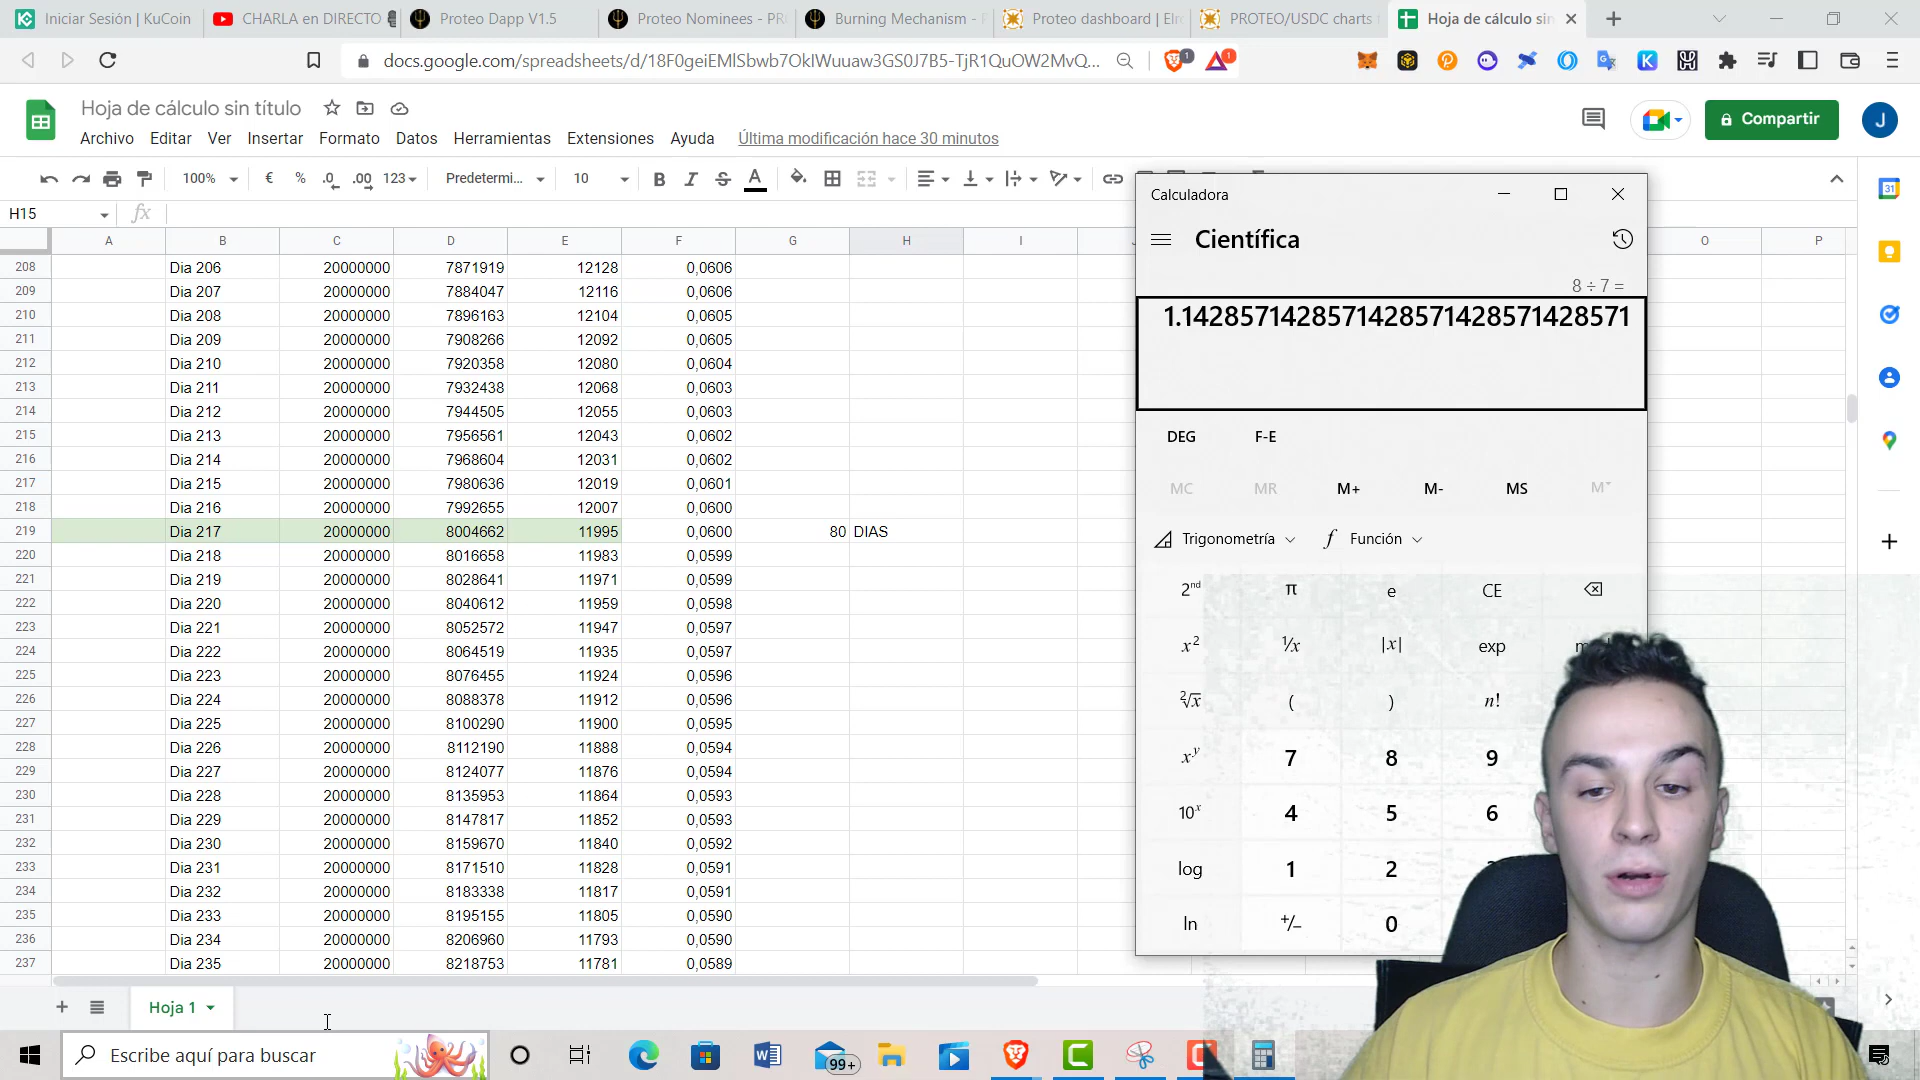 Iniciar Sesión | KuCoin
CHARLA en DIRECTO
Proteo Dapp V1.5
Proteo Nominees - PR
Burning Mechanism - P
Proteo dashboard | Elr
PROTEO/USDC charts
Hoja de cálculo sin
1
1
Hoja de cálculo sin título
Archivo Editar Ver Insertar Formato Datos Herramientas Extensiones Ayuda Última modificación hace 30 minutos
Compartir
J
100% € % .0 .00 123 Predetermi... 10 B I S A
31
H15 fx
A B C D E F G H I O P
208 Dia 206 20000000 7871919 12128 0,0606
209 Dia 207 20000000 7884047 12116 0,0606
210 Dia 208 20000000 7896163 12104 0,0605
211 Dia 209 20000000 7908266 12092 0,0605
212 Dia 210 20000000 7920358 12080 0,0604
213 Dia 211 20000000 7932438 12068 0,0603
214 Dia 212 20000000 7944505 12055 0,0603
215 Dia 213 20000000 7956561 12043 0,0602
216 Dia 214 20000000 7968604 12031 0,0602
217 Dia 215 20000000 7980636 12019 0,0601
218 Dia 216 20000000 7992655 12007 0,0600
219 Dia 217 20000000 8004662 11995 0,0600 80 DIAS
220 Dia 218 20000000 8016658 11983 0,0599
221 Dia 219 20000000 8028641 11971 0,0599
222 Dia 220 20000000 8040612 11959 0,0598
223 Dia 221 20000000 8052572 11947 0,0597
224 Dia 222 20000000 8064519 11935 0,0597
225 Dia 223 20000000 8076455 11924 0,0596
226 Dia 224 20000000 8088378 11912 0,0596
227 Dia 225 20000000 8100290 11900 0,0595
228 Dia 226 20000000 8112190 11888 0,0594
229 Dia 227 20000000 8124077 11876 0,0594
230 Dia 228 20000000 8135953 11864 0,0593
231 Dia 229 20000000 8147817 11852 0,0593
232 Dia 230 20000000 8159670 11840 0,0592
233 Dia 231 20000000 8171510 11828 0,0591
234 Dia 232 20000000 8183338 11817 0,0591
235 Dia 233 20000000 8195155 11805 0,0590
236 Dia 234 20000000 8206960 11793 0,0590
237 Dia 235 20000000 8218753 11781 0,0589
Calculadora
Científica
8 ÷ 7 =
1.1428571428571428571428571428571
DEG F-E
MC MR M+ M- MS M˅
Trigonometría f Función
2nd π e CE
x² ¹/x |x| exp
²√x ( ) n!
xʸ 7 8 9
10ˣ 4 5 6
log 1 2
ln +/− 0
Hoja 1
Escribe aquí para buscar
99+